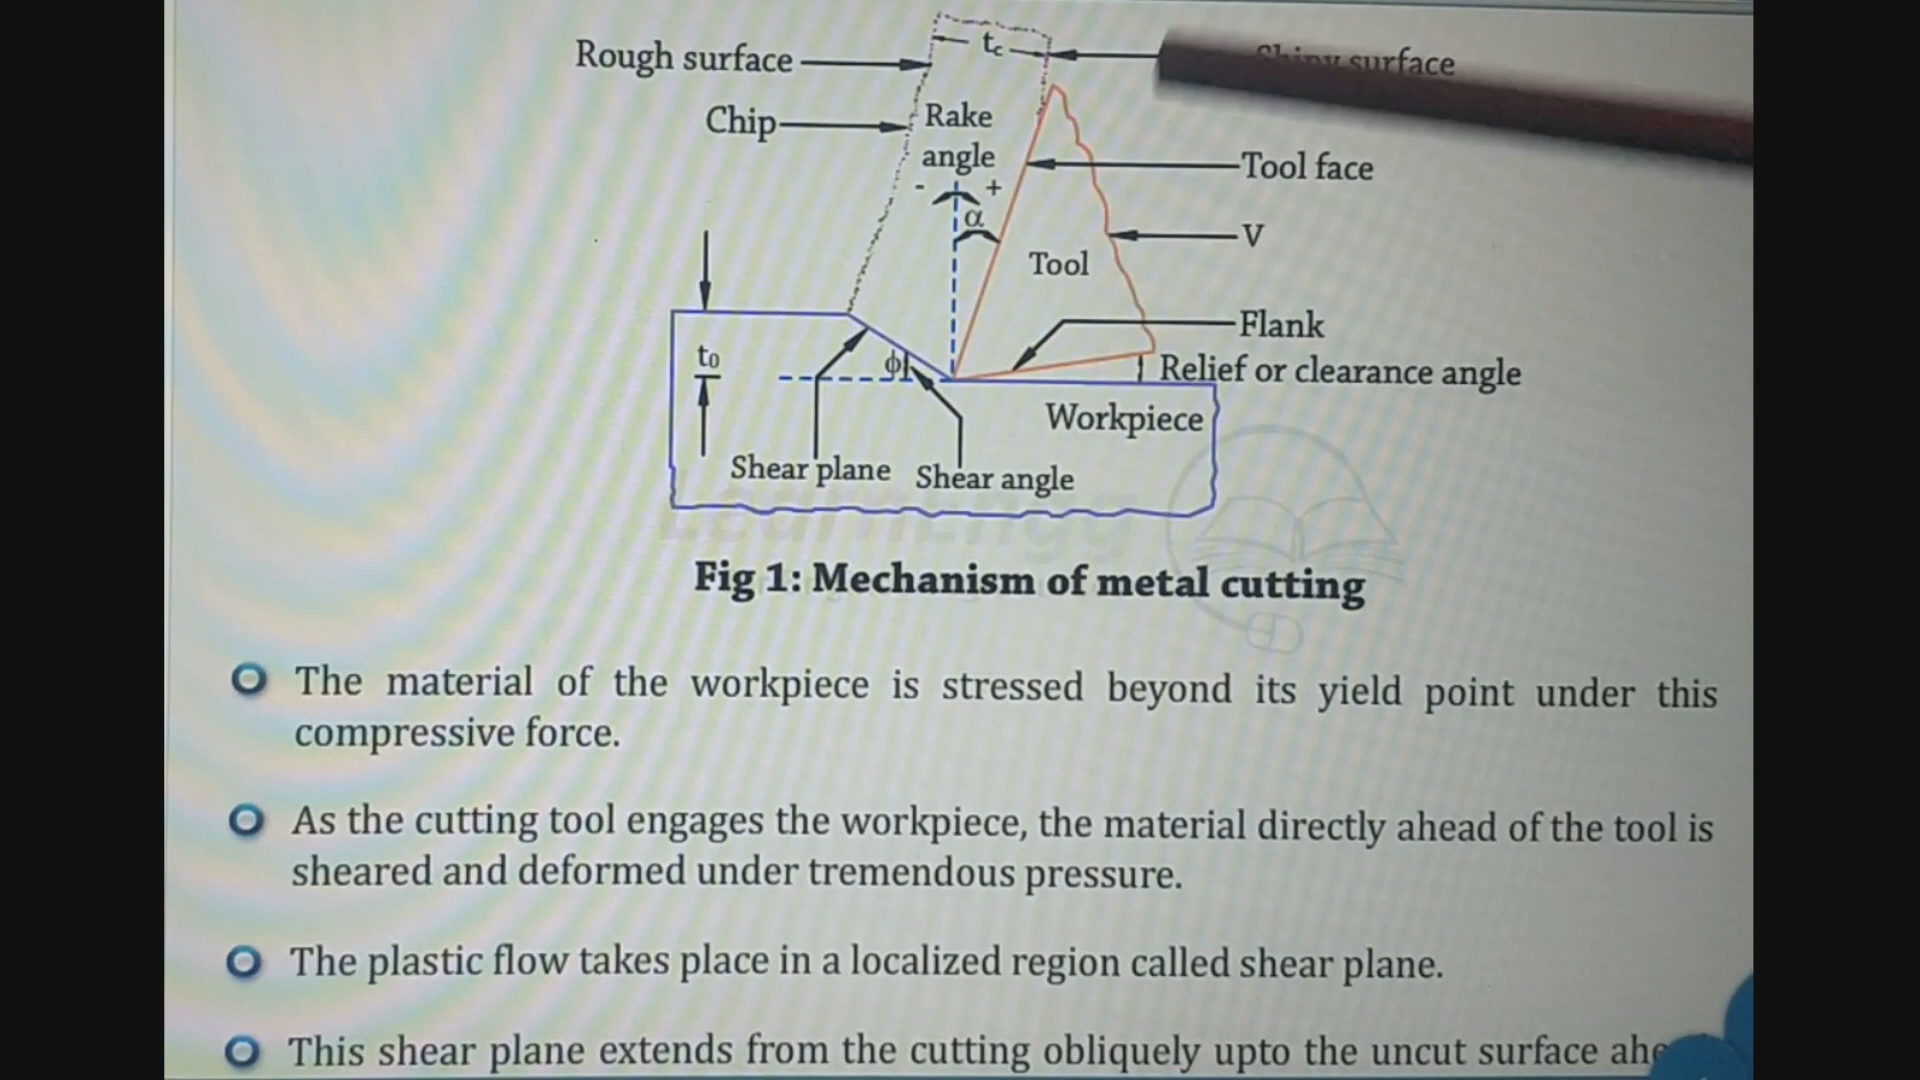 tc
Rough surface
Shiny surface
Chip
Rake
angle
- +
α
Tool face
V
Tool
Flank
t0
ϕ
Relief or clearance angle
Workpiece
Shear plane
Shear angle
LearnEngg
Fig 1: Mechanism of metal cutting
The material of the workpiece is stressed beyond its yield point under this
compressive force.
As the cutting tool engages the workpiece, the material directly ahead of the tool is
sheared and deformed under tremendous pressure.
The plastic flow takes place in a localized region called shear plane.
This shear plane extends from the cutting obliquely upto the uncut surface